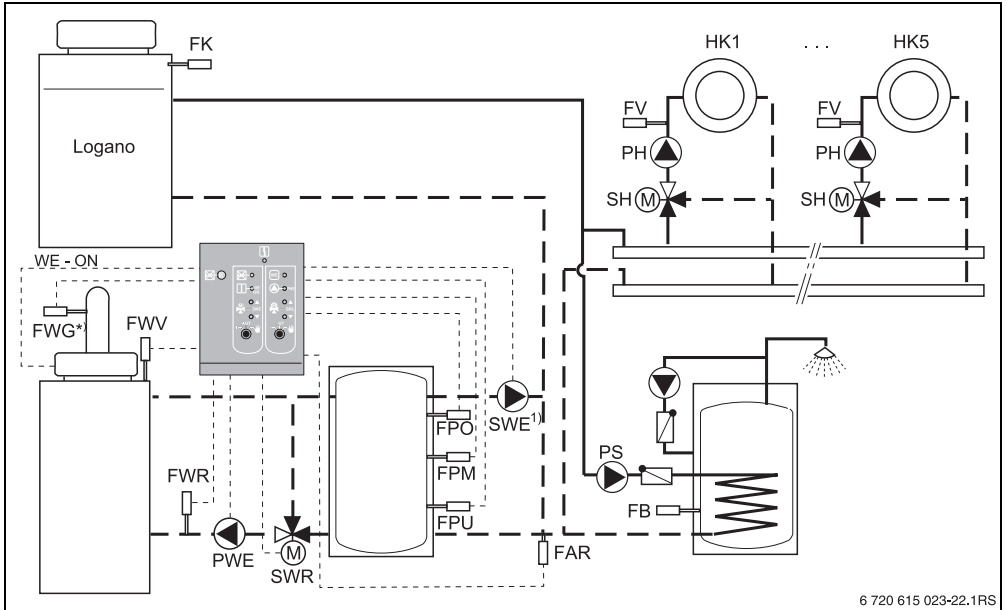 FK
HK1 . . . HK5
FV FV
Logano
PH PH
SH M SH M
WE - ON
FWG*)
FWV
FPO
SWE1)
FPM
PS
FWR
FPU
FB
PWE
M
SWR
FAR
6 720 615 023-22.1RS